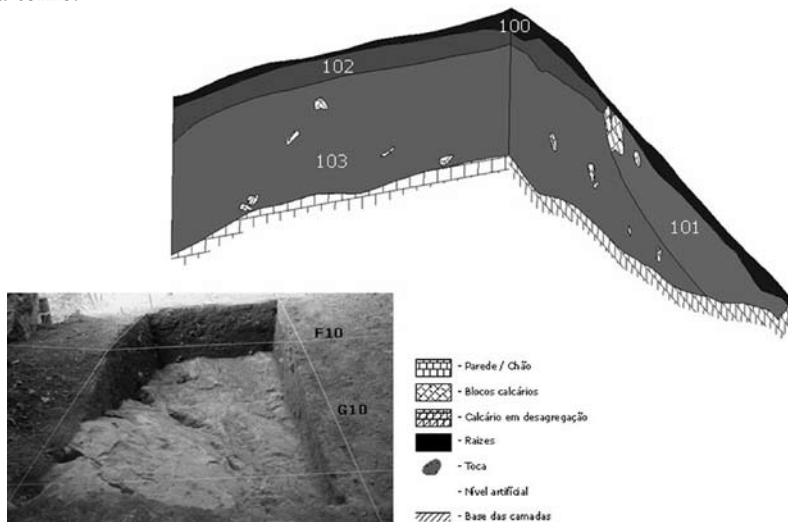 100
102
103
101
F10
G10
- Parede / Chão
- Blocos calcários
- Calcário em desagregação
- Raizes
- Toca
- Nível artificial
- Base das camadas